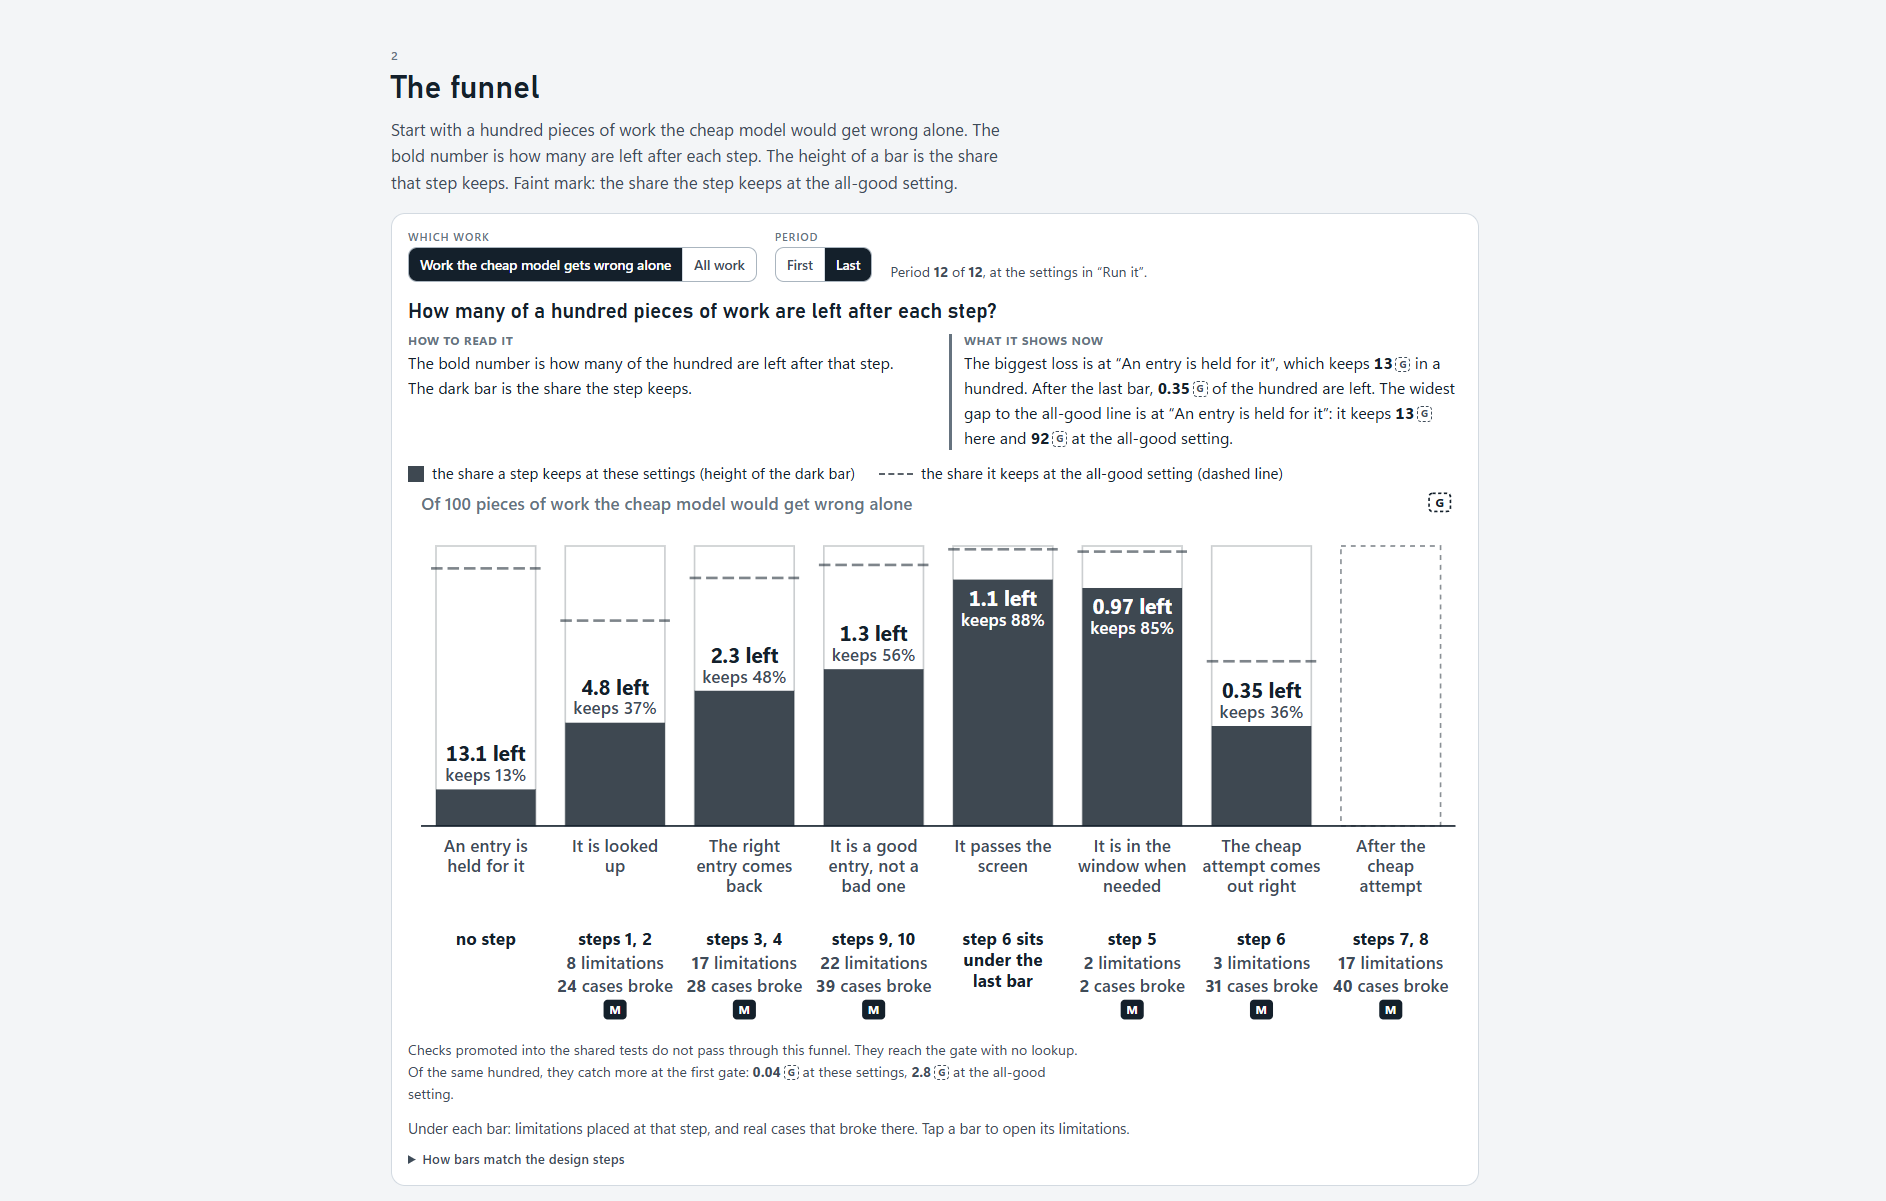 2
The funnel
Start with a hundred pieces of work the cheap model would get wrong alone. The
bold number is how many are left after each step. The height of a bar is the share
that step keeps. Faint mark: the share the step keeps at the all-good setting.
WHICH WORK
Work the cheap model gets wrong alone
All work
PERIOD
First
Last
Period 12 of 12, at the settings in “Run it”.
How many of a hundred pieces of work are left after each step?
HOW TO READ IT
The bold number is how many of the hundred are left after that step.
The dark bar is the share the step keeps.
WHAT IT SHOWS NOW
The biggest loss is at “An entry is held for it”, which keeps 13 G in a
hundred. After the last bar, 0.35 G of the hundred are left. The widest
gap to the all-good line is at “An entry is held for it”: it keeps 13 G
here and 92 G at the all-good setting.
the share a step keeps at these settings (height of the dark bar)
the share it keeps at the all-good setting (dashed line)
Of 100 pieces of work the cheap model would get wrong alone
G
13.1 left
keeps 13%
4.8 left
keeps 37%
2.3 left
keeps 48%
1.3 left
keeps 56%
1.1 left
keeps 88%
0.97 left
keeps 85%
0.35 left
keeps 36%
An entry is
held for it
It is looked
up
The right
entry comes
back
It is a good
entry, not a
bad one
It passes the
screen
It is in the
window when
needed
The cheap
attempt comes
out right
After the
cheap
attempt
no step
steps 1, 2
8 limitations
24 cases broke
M
steps 3, 4
17 limitations
28 cases broke
M
steps 9, 10
22 limitations
39 cases broke
M
step 6 sits
under the
last bar
step 5
2 limitations
2 cases broke
M
step 6
3 limitations
31 cases broke
M
steps 7, 8
17 limitations
40 cases broke
M
Checks promoted into the shared tests do not pass through this funnel. They reach the gate with no lookup.
Of the same hundred, they catch more at the first gate: 0.04 G at these settings, 2.8 G at the all-good
setting.
Under each bar: limitations placed at that step, and real cases that broke there. Tap a bar to open its limitations.
How bars match the design steps